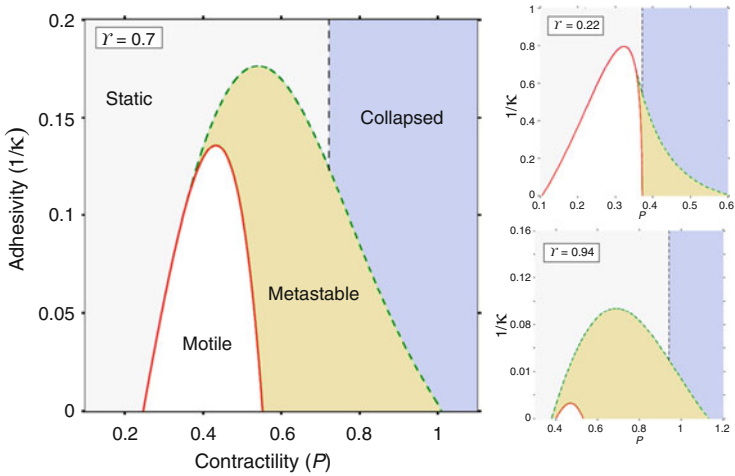 ϒ = 0.7
Static
Collapsed
Metastable
Motile
Adhesivity (1/κ)
0.2
0.15
0.1
0.05
0
0.2
0.4
0.6
0.8
1
Contractility (P)
ϒ = 0.22
1/κ
1
0.8
0.6
0.4
0.2
0
0.1
0.2
0.3
0.4
0.5
0.6
P
ϒ = 0.94
1/κ
0.16
0.12
0.08
0.01
0
0.4
0.6
0.8
1
1.2
P